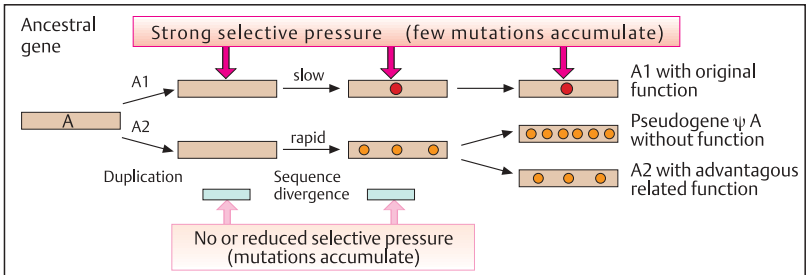 Ancestral
gene
Strong selective pressure (few mutations accumulate)
A1
slow
A1 with original
function
A
A2
rapid
Pseudogene ψ A
without function
Duplication
Sequence
divergence
A2 with advantagous
related function
No or reduced selective pressure
(mutations accumulate)